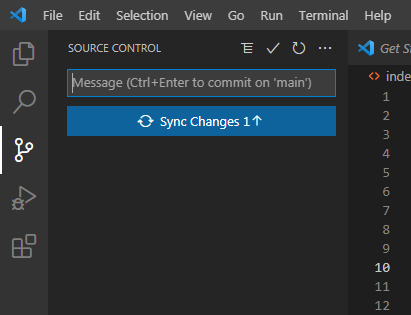 File Edit Selection View Go Run Terminal Help
SOURCE CONTROL
Get S
Message (Ctrl+Enter to commit on 'main')
index
Sync Changes 1↑
1
2
3
4
5
6
7
8
9
10
11
12